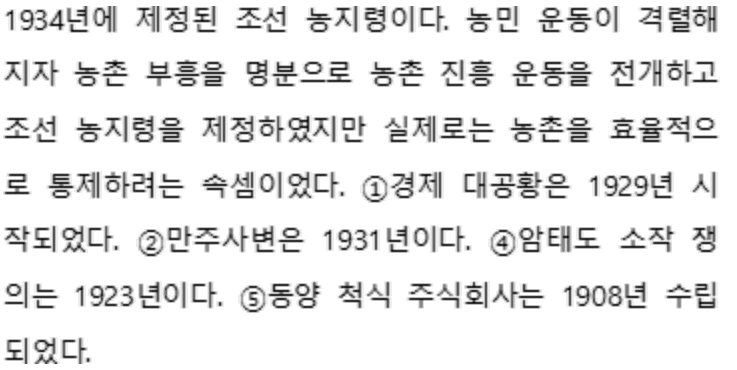 1934년에 제정된 조선 농지령이다. 농민 운동이 격렬해
지자 농촌 부흥을 명분으로 농촌 진흥 운동을 전개하고
조선 농지령을 제정하였지만 실제로는 농촌을 효율적으
로 통제하려는 속셈이었다. ①경제 대공황은 1929년 시
작되었다. ②만주사변은 1931년이다. ④암태도 소작 쟁
의는 1923년이다. ⑤동양 척식 주식회사는 1908년 수립
되었다.